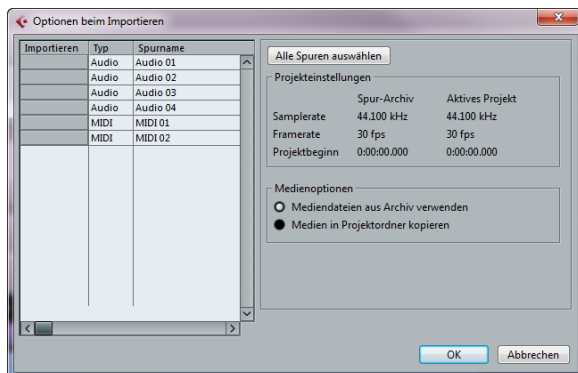 Optionen beim Importieren
Importieren Typ Spurname
Audio Audio 01
Audio Audio 02
Audio Audio 03
Audio Audio 04
MIDI MIDI 01
MIDI MIDI 02
Alle Spuren auswählen
Projekteinstellungen
Spur-Archiv Aktives Projekt
Samplerate 44.100 kHz 44.100 kHz
Framerate 30 fps 30 fps
Projektbeginn 0:00:00.000 0:00:00.000
Medienoptionen
Mediendateien aus Archiv verwenden
Medien in Projektordner kopieren
OK Abbrechen